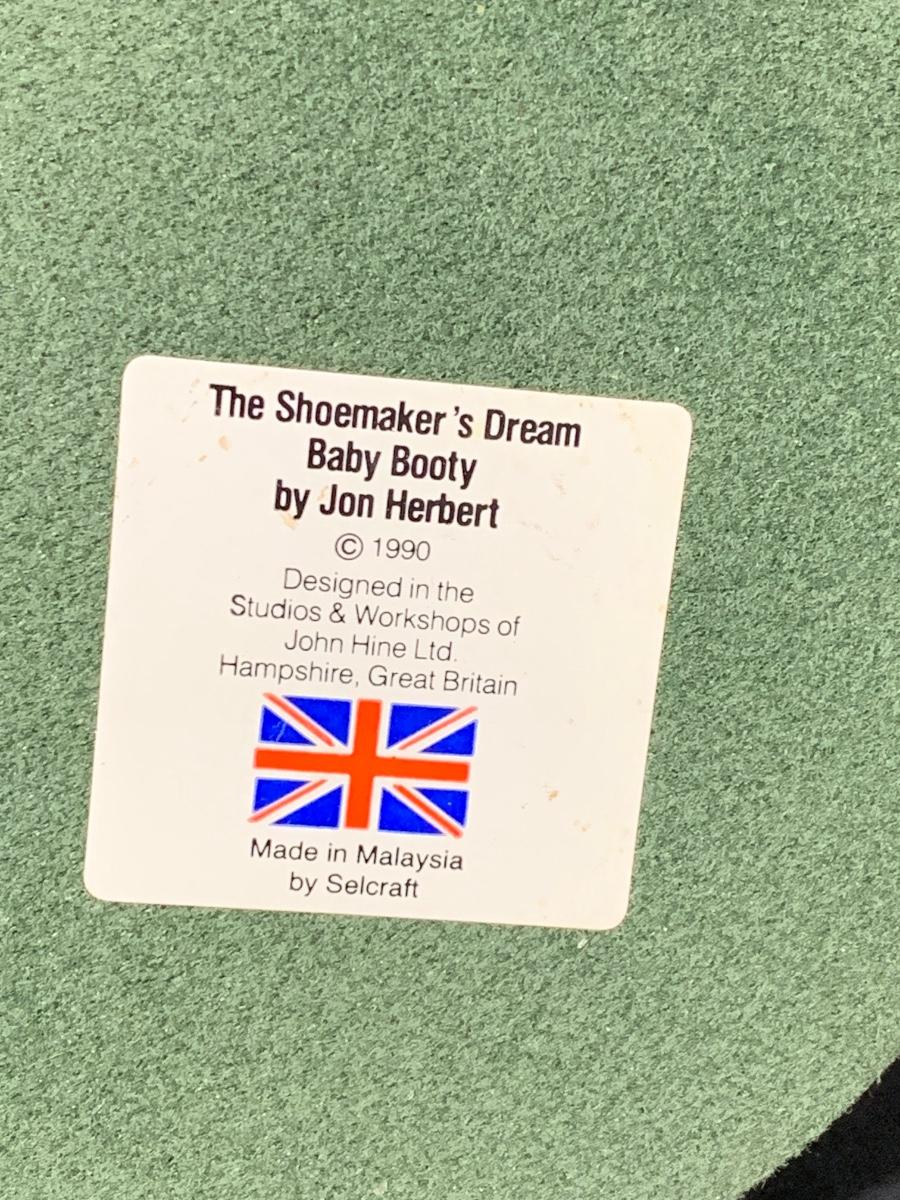 The Shoemaker's Dream
Baby Booty
by Jon Herbert
© 1990
Designed in the
Studios & Workshops of
John Hine Ltd.
Hampshire, Great Britain
Made in Malaysia
by Selcraft